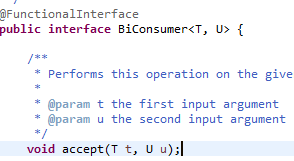 @FunctionalInterface
public interface BiConsumer<T, U> {
/**
* Performs this operation on the give
*
* @param t the first input argument
* @param u the second input argument
*/
void accept(T t, U u);